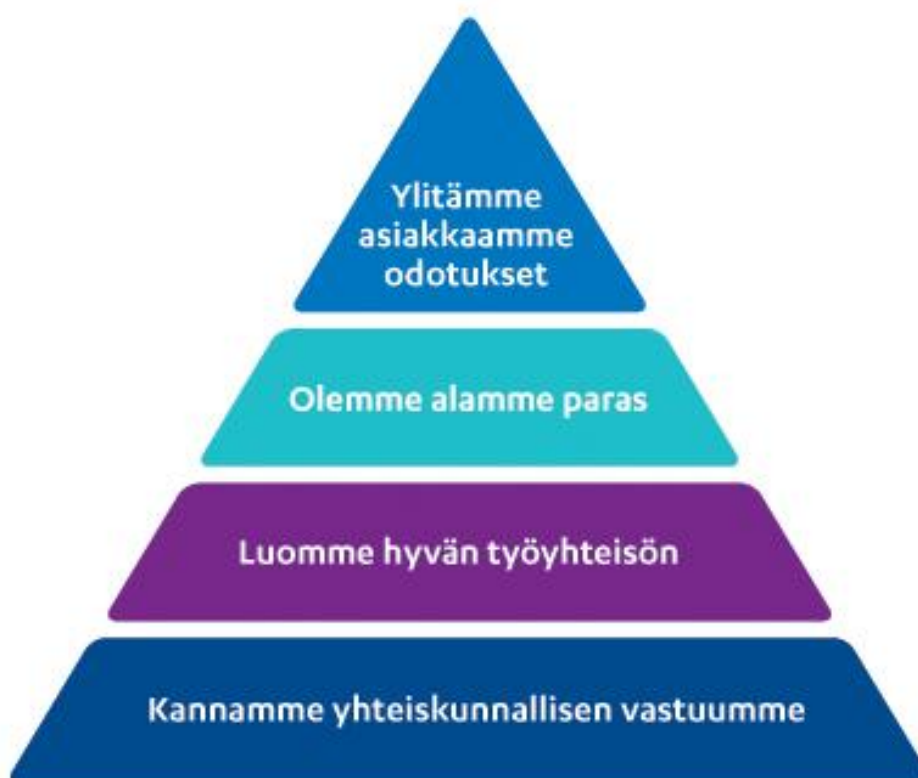 Ylitämme
asiakkaamme
odotukset
Olemme alamme paras
Luomme hyvän työyhteisön
Kannamme yhteiskunnallisen vastuumme